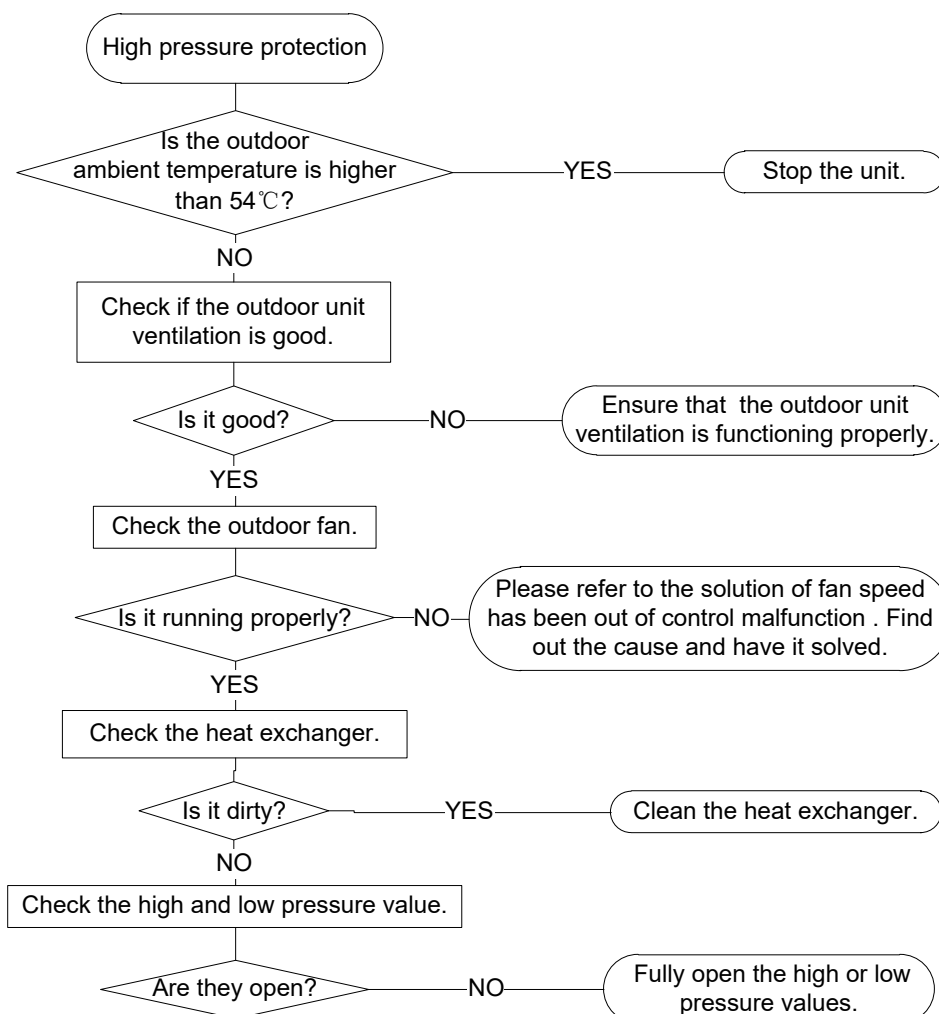 High pressure protection
Is the outdoor
ambient temperature is higher
than 54℃?
YES
Stop the unit.
NO
Check if the outdoor unit
ventilation is good.
Is it good?
NO
Ensure that  the outdoor unit
ventilation is functioning properly.
YES
Check the outdoor fan.
Is it running properly?
NO
Please refer to the solution of fan speed
has been out of control malfunction . Find
out the cause and have it solved.
YES
Check the heat exchanger.
Is it dirty?
YES
Clean the heat exchanger.
NO
Check the high and low pressure value.
Are they open?
NO
Fully open the high or low
pressure values.